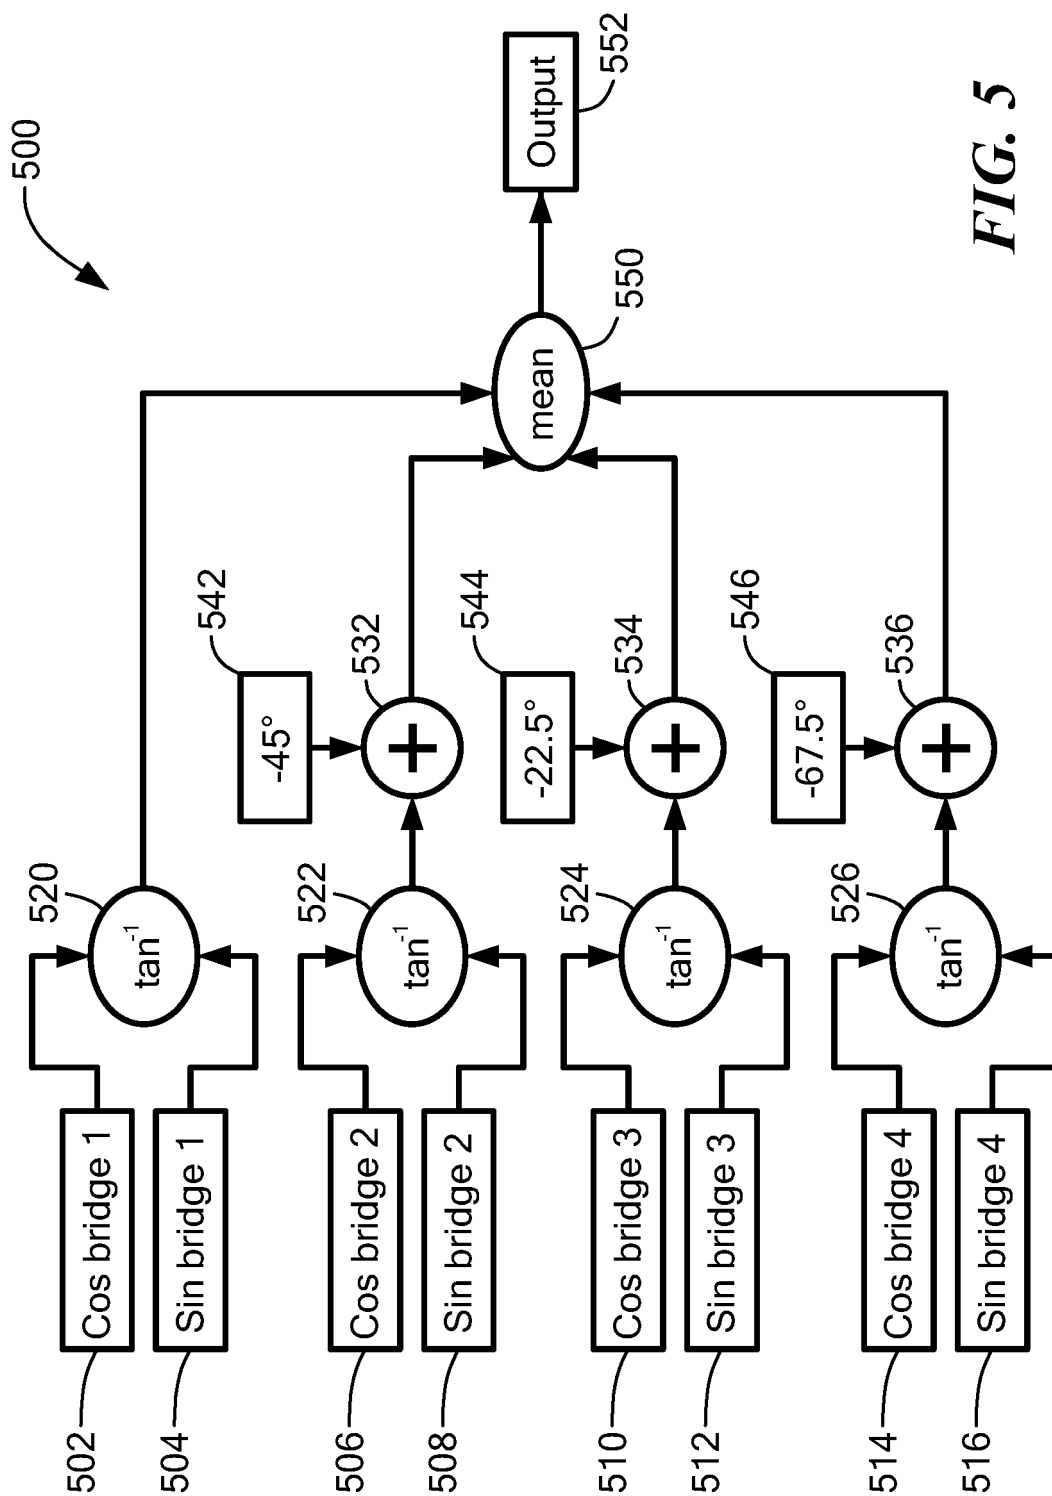 500
502
Cos bridge 1
504
Sin bridge 1
520
tan⁻¹
506
Cos bridge 2
508
Sin bridge 2
522
tan⁻¹
542
-45°
532
+
510
Cos bridge 3
512
Sin bridge 3
524
tan⁻¹
544
-22.5°
534
+
514
Cos bridge 4
516
Sin bridge 4
526
tan⁻¹
546
-67.5°
536
+
mean
550
Output
552
FIG. 5